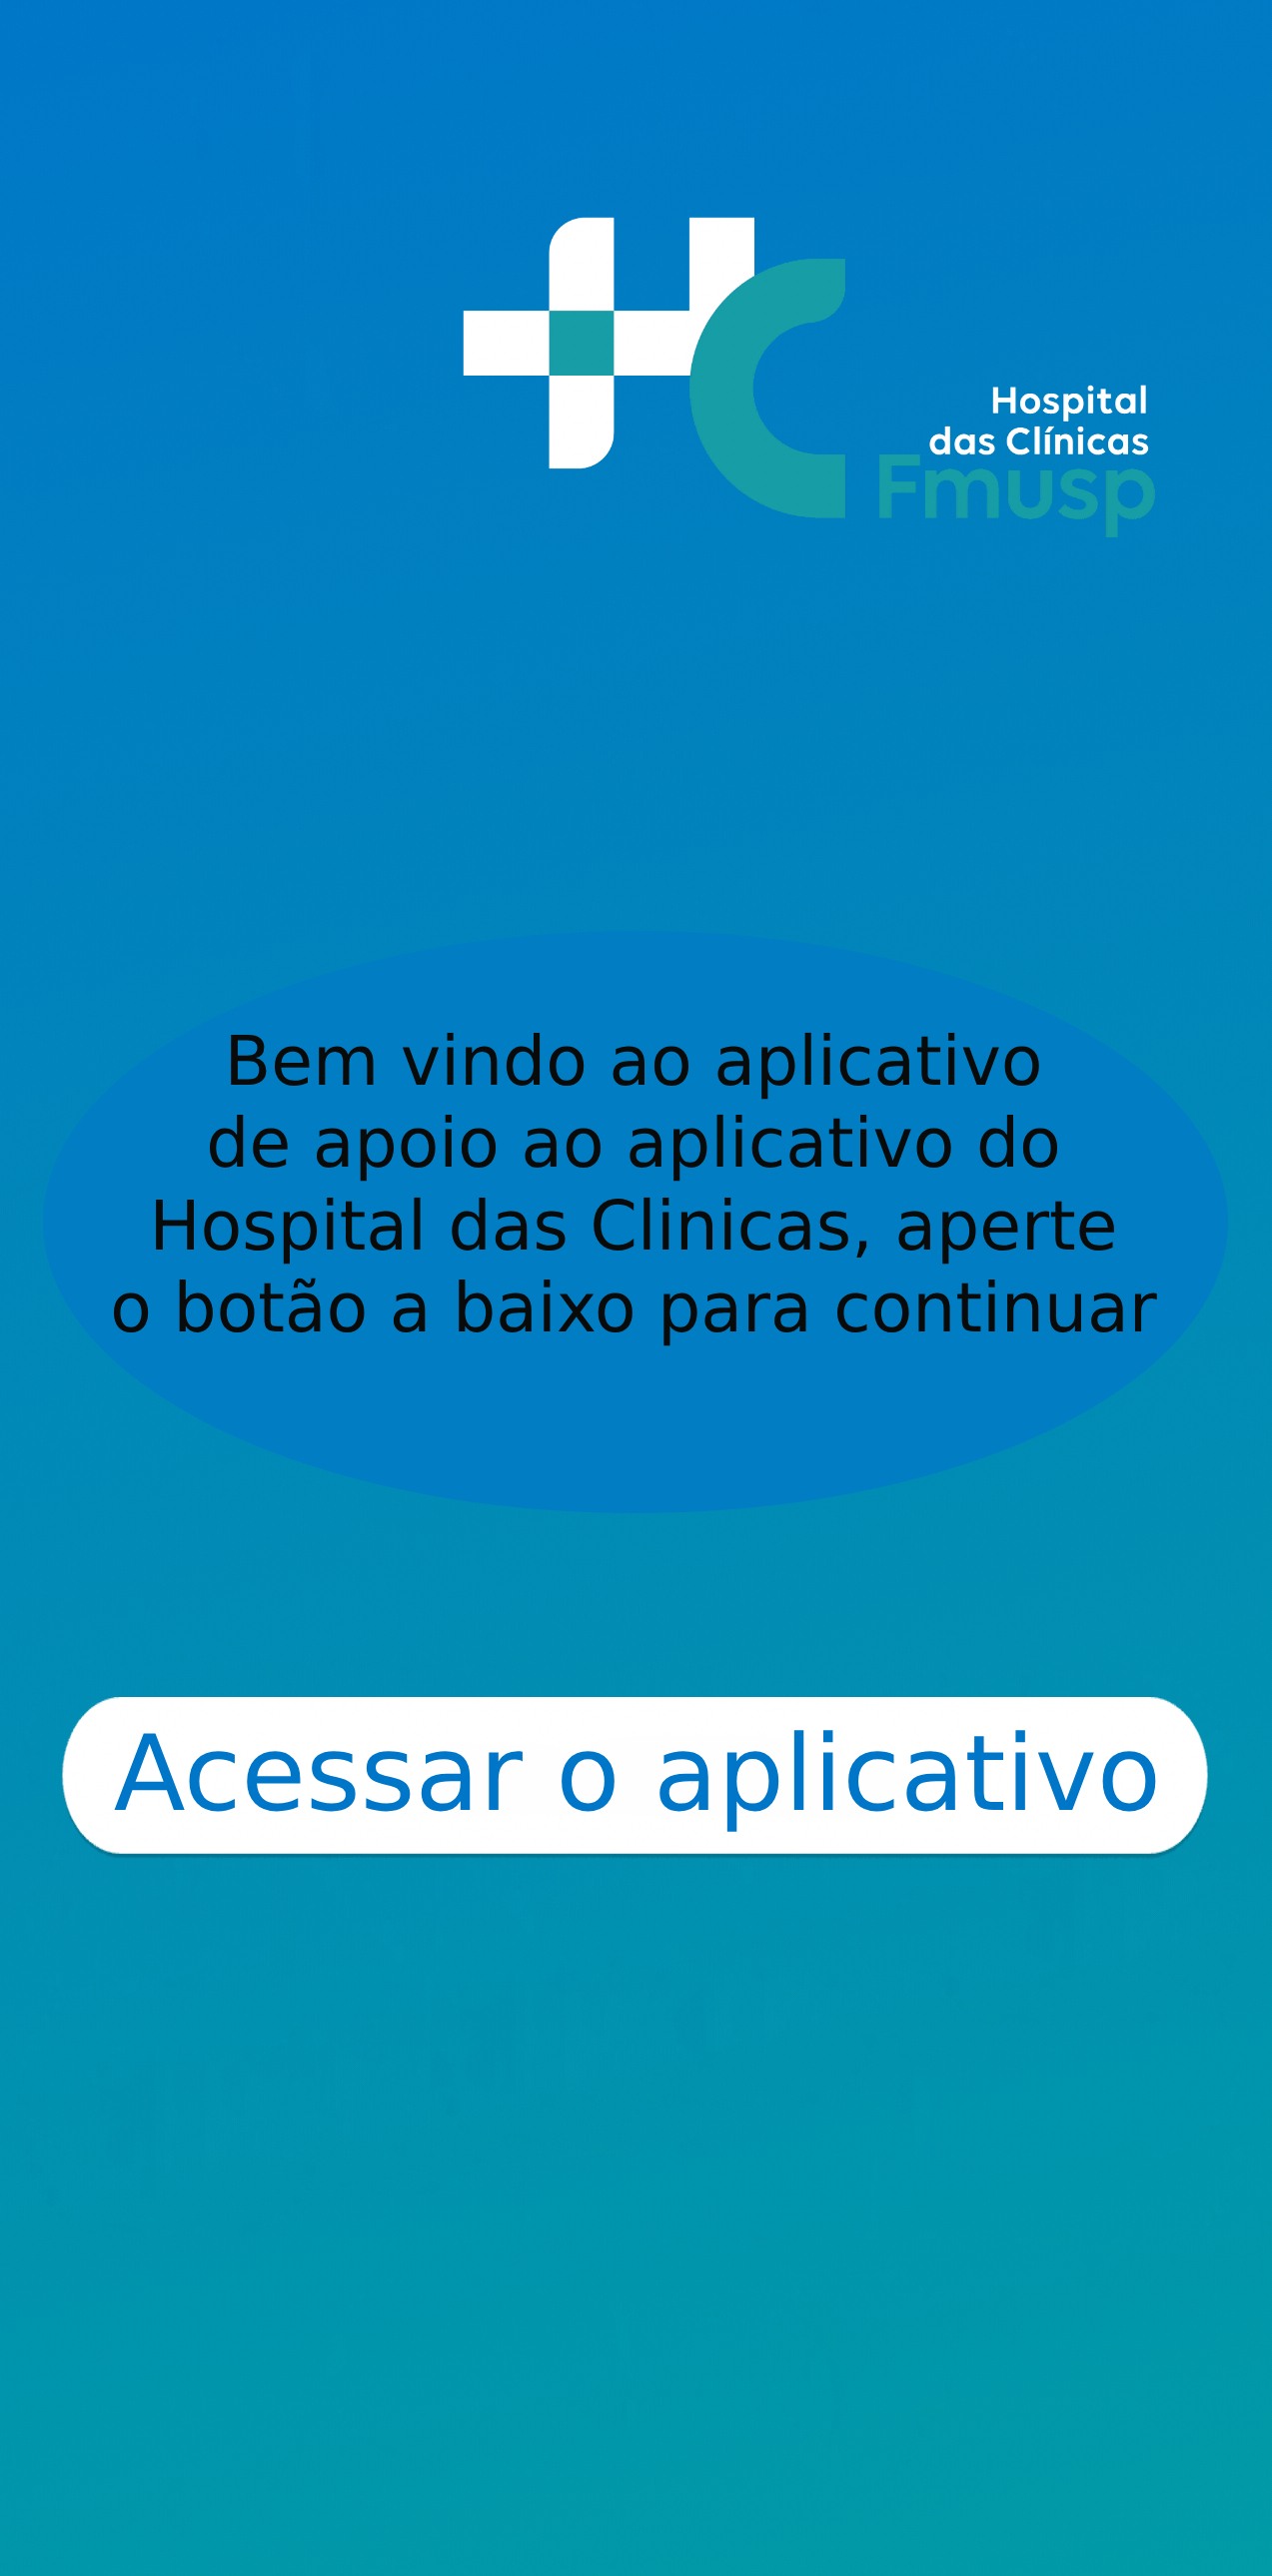 HC
Hospital
das Clínicas
Fmusp
Bem vindo ao aplicativo
de apoio ao aplicativo do
Hospital das Clinicas, aperte
o botão a baixo para continuar
Acessar o aplicativo